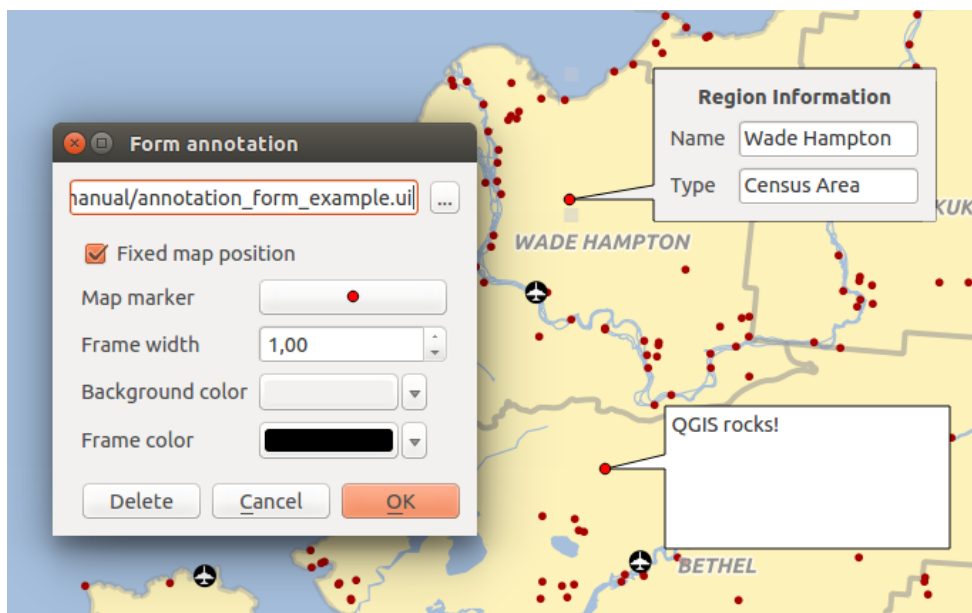 Form annotation
manual/annotation_form_example.ui
...
Fixed map position
Map marker
Frame width
1,00
Background color
Frame color
Delete
Cancel
OK
Region Information
Name
Wade Hampton
Type
Census Area
KUK
WADE HAMPTON
QGIS rocks!
BETHEL